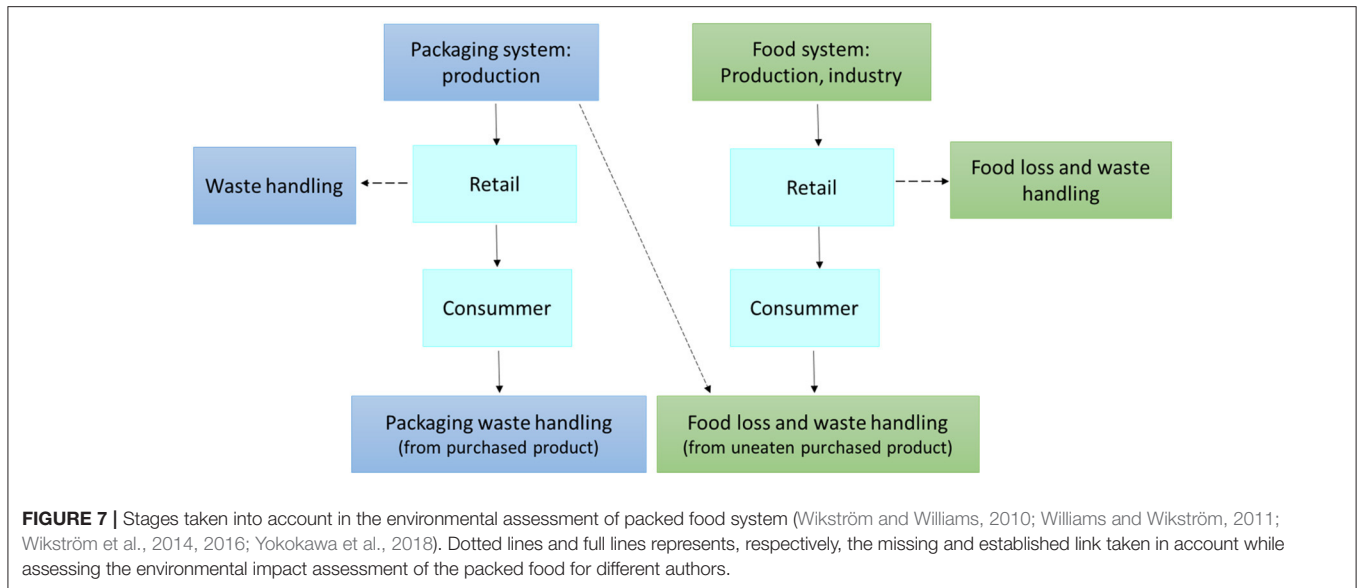 Packaging system:
production
Food system:
Production, industry
Waste handling
Retail
Retail
Food loss and waste
handling
Consummer
Consummer
Packaging waste handling
(from purchased product)
Food loss and waste handling
(from uneaten purchased product)
FIGURE 7 | Stages taken into account in the environmental assessment of packed food system (Wikström and Williams, 2010; Williams and Wikström, 2011;
Wikström et al., 2014, 2016; Yokokawa et al., 2018). Dotted lines and full lines represents, respectively, the missing and established link taken in account while
assessing the environmental impact assessment of the packed food for different authors.